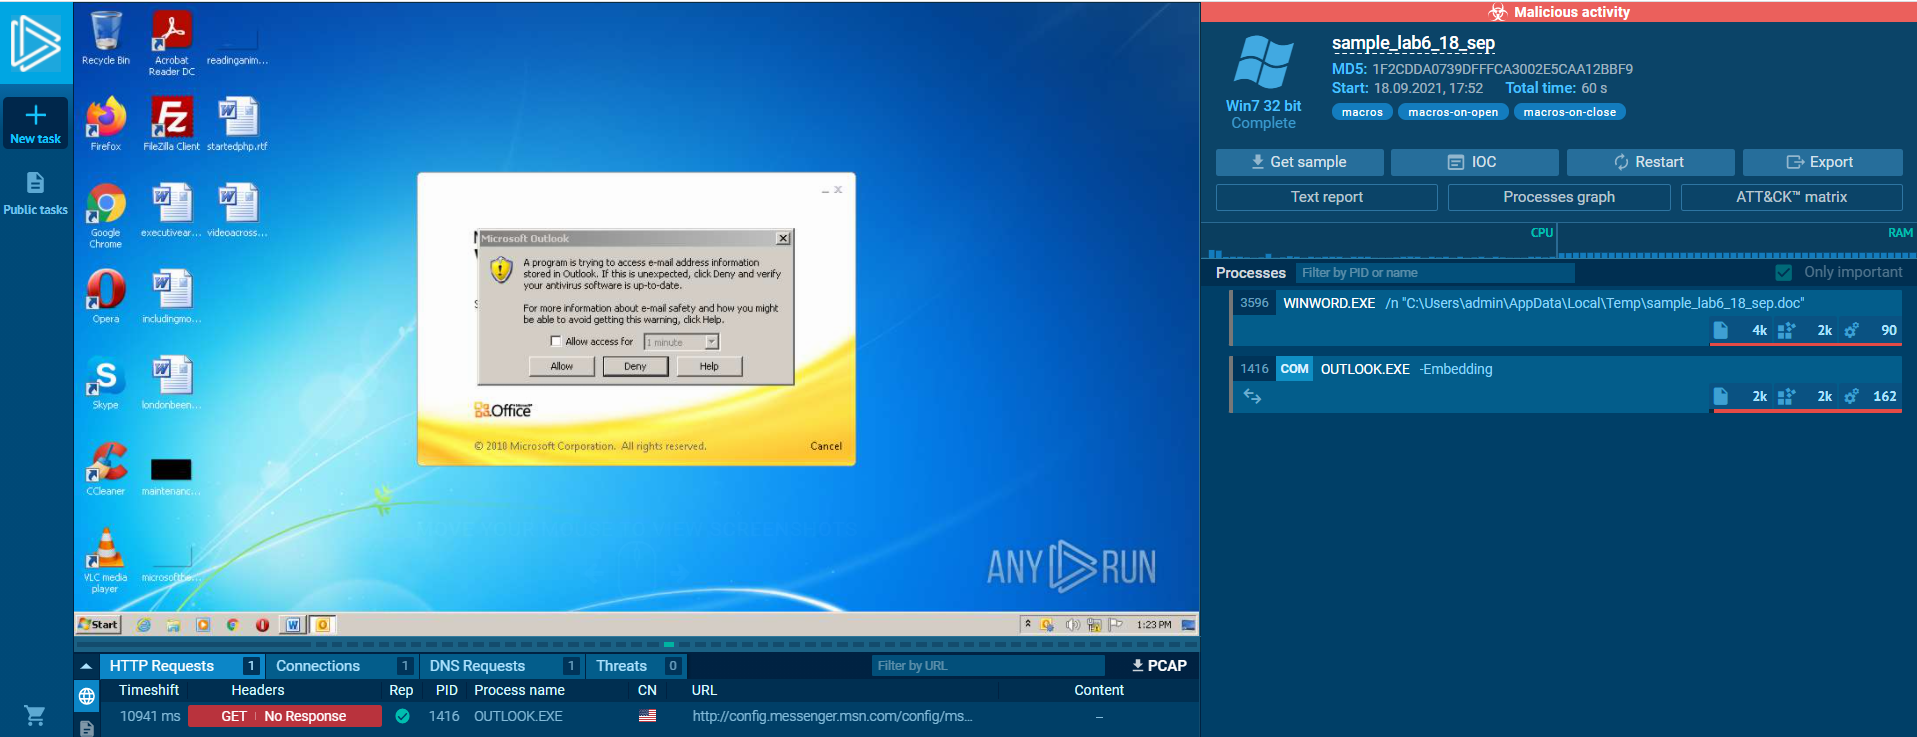 Malicious activity
New task
Public tasks
Recycle Bin
Acrobat
Reader DC
readinganim...
Firefox
FileZilla Client
startedphp.rtf
Google
Chrome
executivear...
videoacross...
Opera
includingmo...
Skype
londonbeen...
CCleaner
maintenanc...
VLC media
player
microsofthe...
Microsoft Outlook
A program is trying to access e-mail address information
stored in Outlook. If this is unexpected, click Deny and verify
your antivirus software is up-to-date.
For more information about e-mail safety and how you might
be able to avoid getting this warning, click Help.
Allow access for 1 minute
Allow Deny Help
Office
© 2010 Microsoft Corporation. All rights reserved. Cancel
MOVE YOUR MOUSE TO VIEW SCREENSHOTS
ANY RUN
Start 1:23 PM
HTTP Requests 1 Connections 1 DNS Requests 1 Threats 0 Filter by URL PCAP
Timeshift Headers Rep PID Process name CN URL Content
10941 ms GET No Response 1416 OUTLOOK.EXE http://config.messenger.msn.com/config/ms... –
sample_lab6_18_sep
MD5: 1F2CDDA0739DFFFCA3002E5CAA12BBF9
Start: 18.09.2021, 17:52 Total time: 60 s
Win7 32 bit
Complete
macros macros-on-open macros-on-close
Get sample IOC Restart Export
Text report Processes graph ATT&CK™ matrix
CPU RAM
Processes Filter by PID or name Only important
3596 WINWORD.EXE /n "C:\Users\admin\AppData\Local\Temp\sample_lab6_18_sep.doc"
4k 2k 90
1416 COM OUTLOOK.EXE -Embedding
2k 2k 162